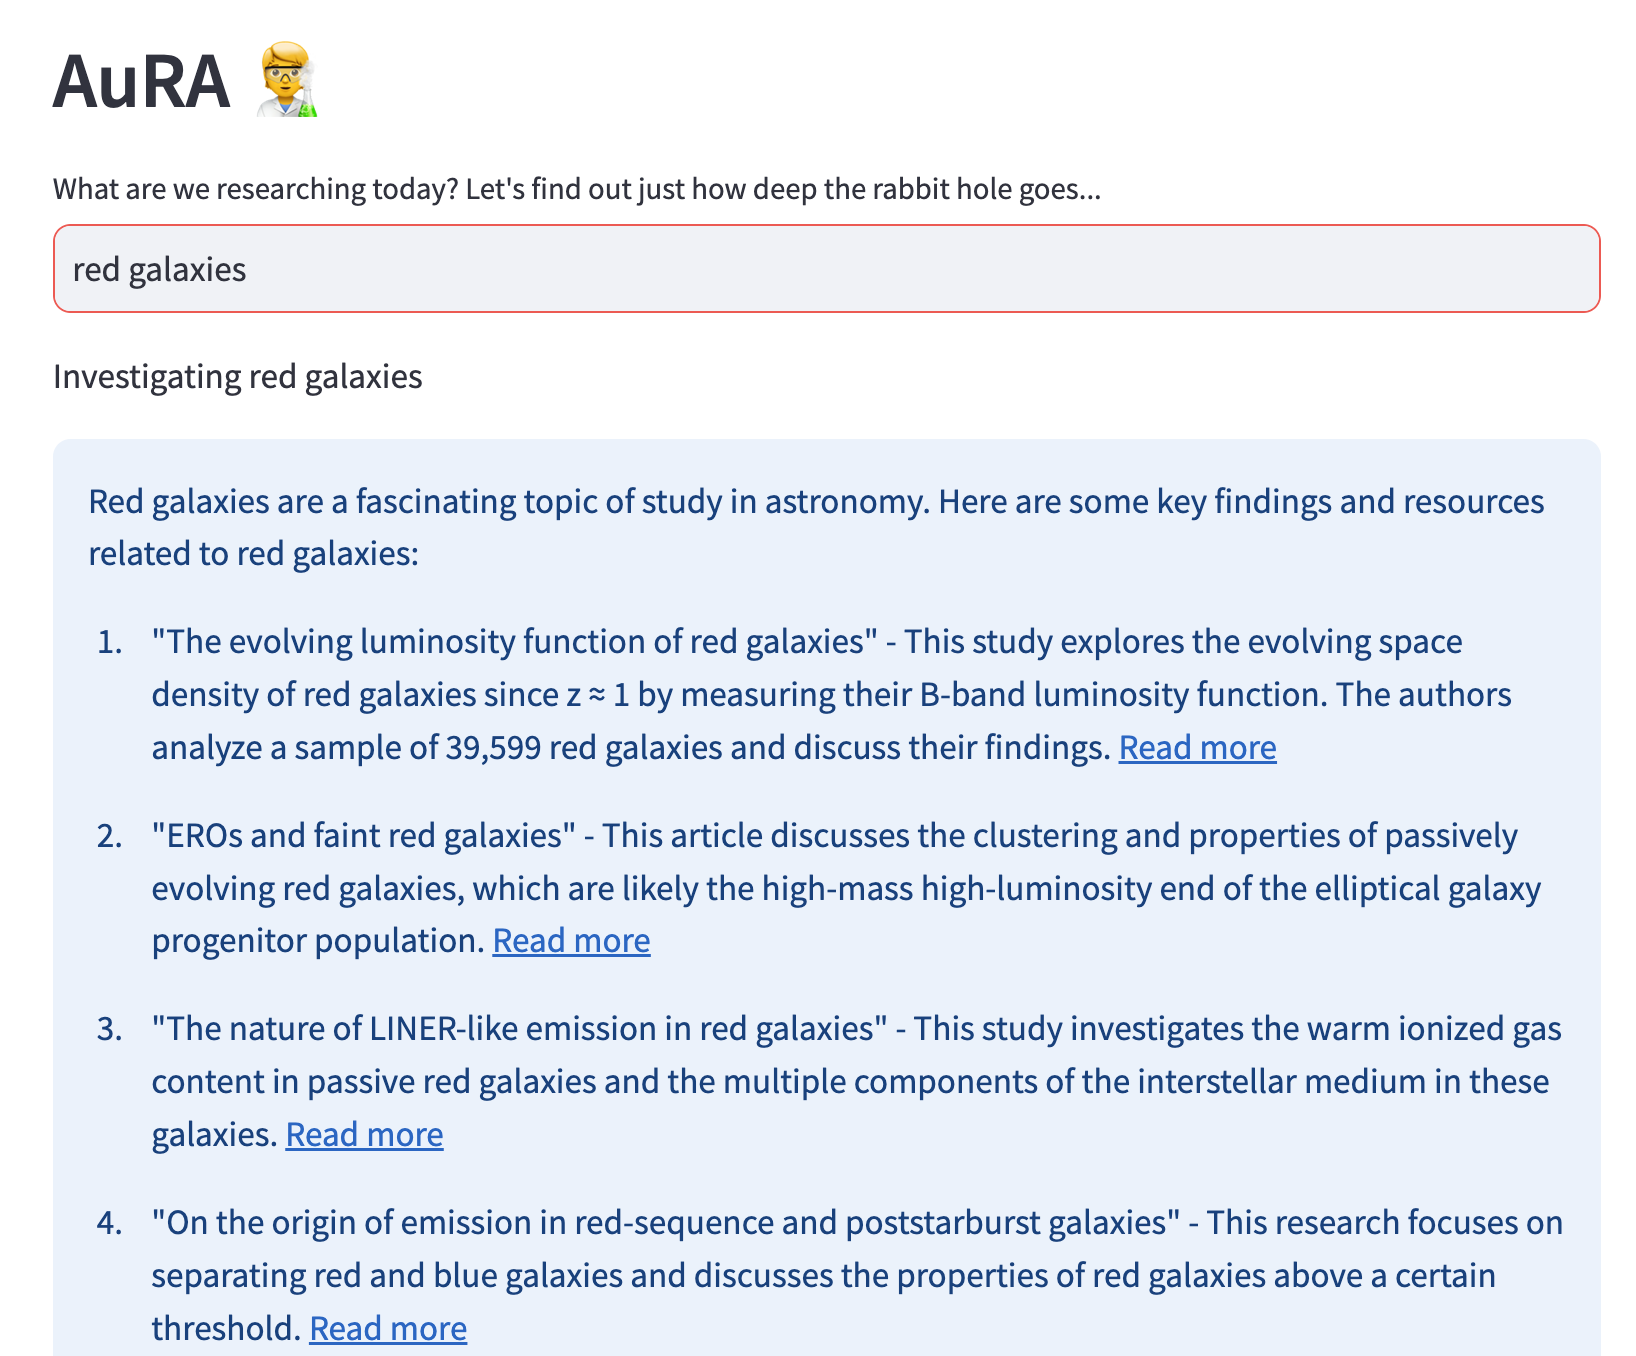 AuRA
What are we researching today? Let's find out just how deep the rabbit hole goes...
red galaxies
Investigating red galaxies
Red galaxies are a fascinating topic of study in astronomy. Here are some key findings and resources
related to red galaxies:
1. "The evolving luminosity function of red galaxies" - This study explores the evolving space
density of red galaxies since z ≈ 1 by measuring their B-band luminosity function. The authors
analyze a sample of 39,599 red galaxies and discuss their findings. Read more
2. "EROs and faint red galaxies" - This article discusses the clustering and properties of passively
evolving red galaxies, which are likely the high-mass high-luminosity end of the elliptical galaxy
progenitor population. Read more
3. "The nature of LINER-like emission in red galaxies" - This study investigates the warm ionized gas
content in passive red galaxies and the multiple components of the interstellar medium in these
galaxies. Read more
4. "On the origin of emission in red-sequence and poststarburst galaxies" - This research focuses on
separating red and blue galaxies and discusses the properties of red galaxies above a certain
threshold. Read more